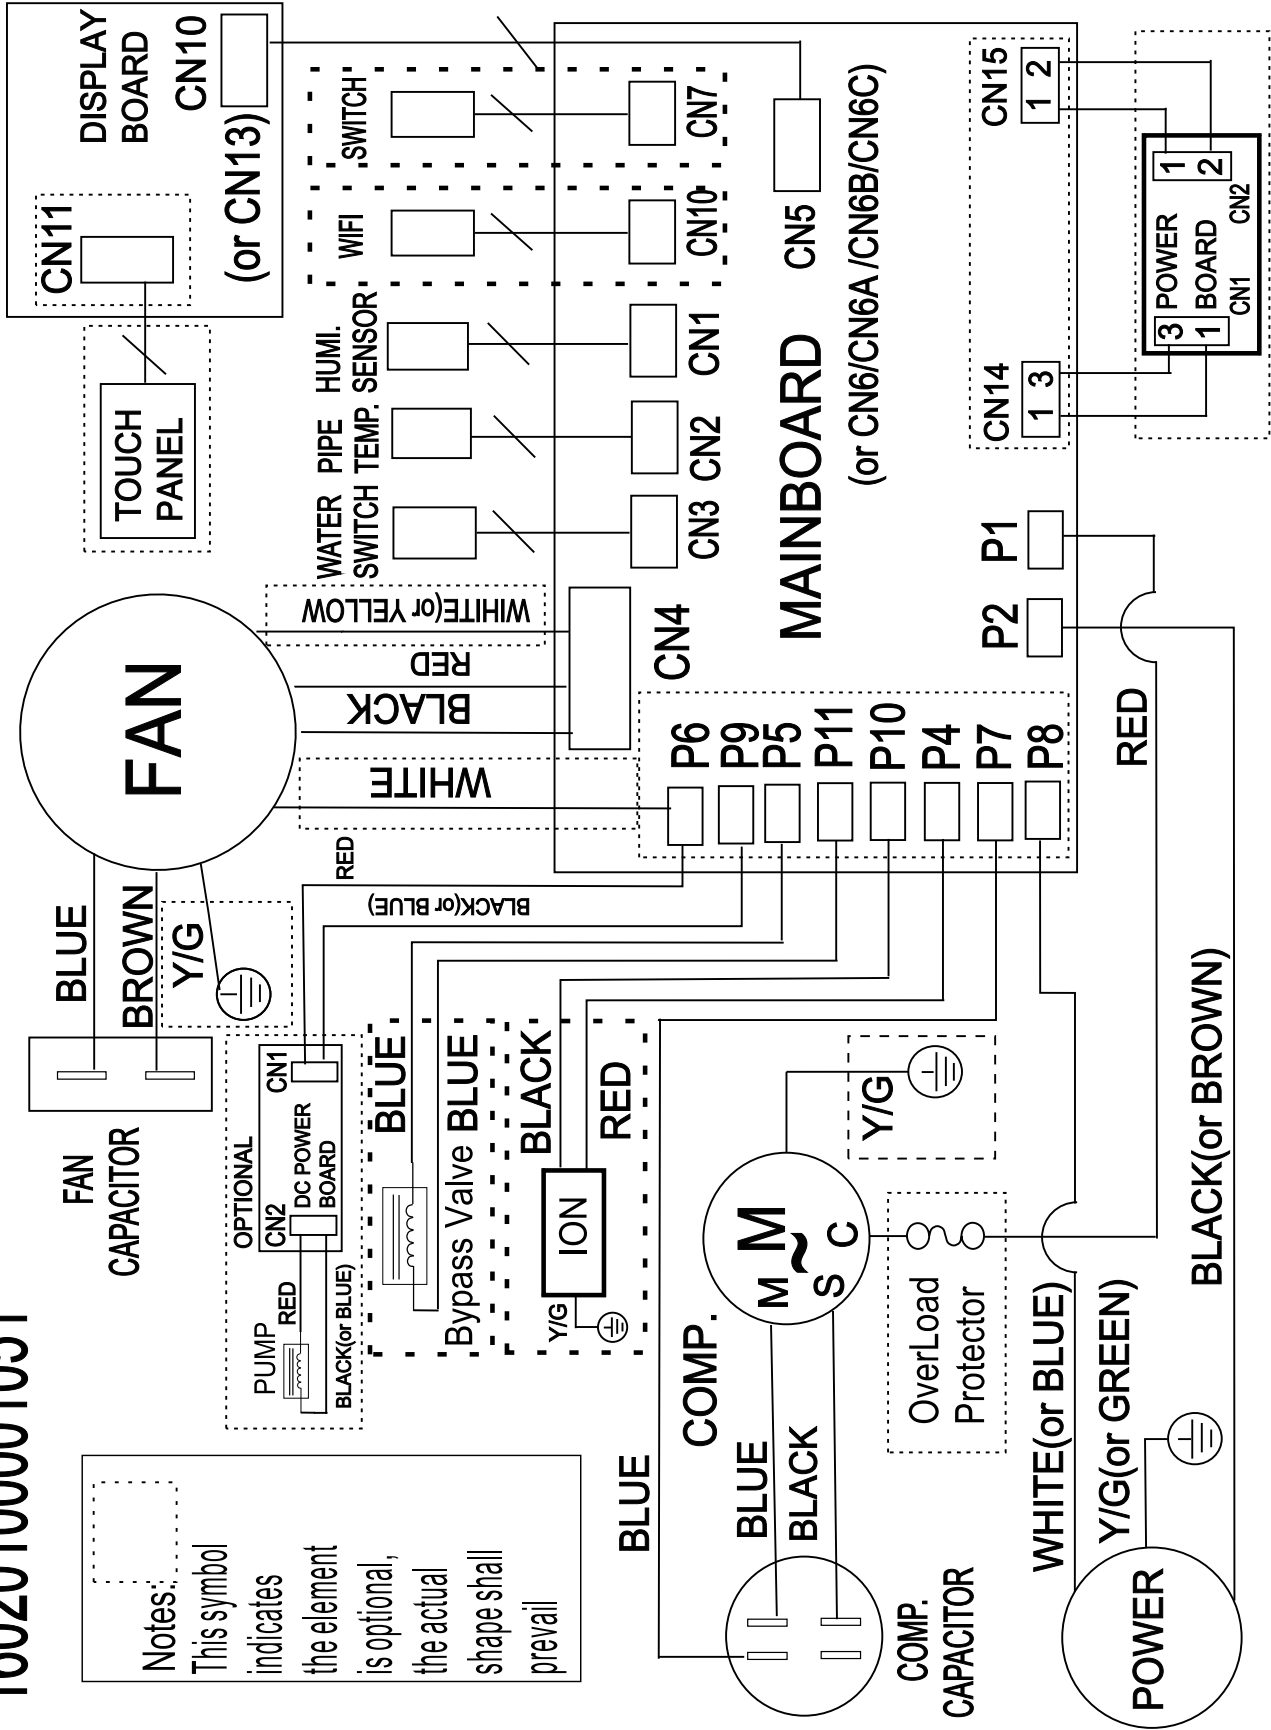 Notes:
This symbol
indicates
the element
is optional,
the actual
shape shall
prevail
FAN
CAPACITOR
BLUE
BROWN
Y/G
FAN
TOUCH
PANEL
CN11
DISPLAY
BOARD
CN10
(or CN13)
OPTIONAL
PUMP
RED
BLACK(or BLUE)
CN2
DC POWER
BOARD
CN1
RED
BLACK(or BLUE)
WHITE
BLACK
RED
WIHITE(or YELLOW
WATER
SWITCH
PIPE
TEMP.
HUMI.
SENSOR
WIFI
SWITCH
BLUE
Bypass Valve
BLUE
BLACK
ION
RED
Y/G
CN4
CN3
CN2
CN1
CN10
CN7
P6
P9
P5
P11
P10
P4
P7
P8
MAINBOARD
CN5
(or CN6/CN6A /CN6B/CN6C)
BLUE
COMP.
M
M
~
S
C
Y/G
BLUE
BLACK
COMP.
CAPACITOR
OverLoad
Protector
P2
P1
CN14
1 3
CN15
1 2
RED
WHITE(or BLUE)
Y/G(or GREEN)
BLACK(or BROWN)
POWER
3
1
POWER
BOARD
CN1
1
2
CN2